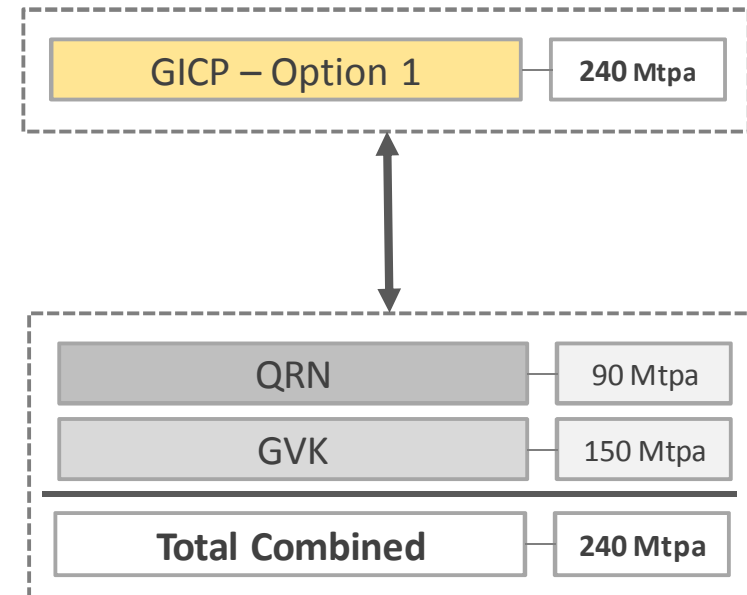 GICP – Option 1 240 Mtpa
QRN 90 Mtpa
GVK 150 Mtpa
Total Combined 240 Mtpa